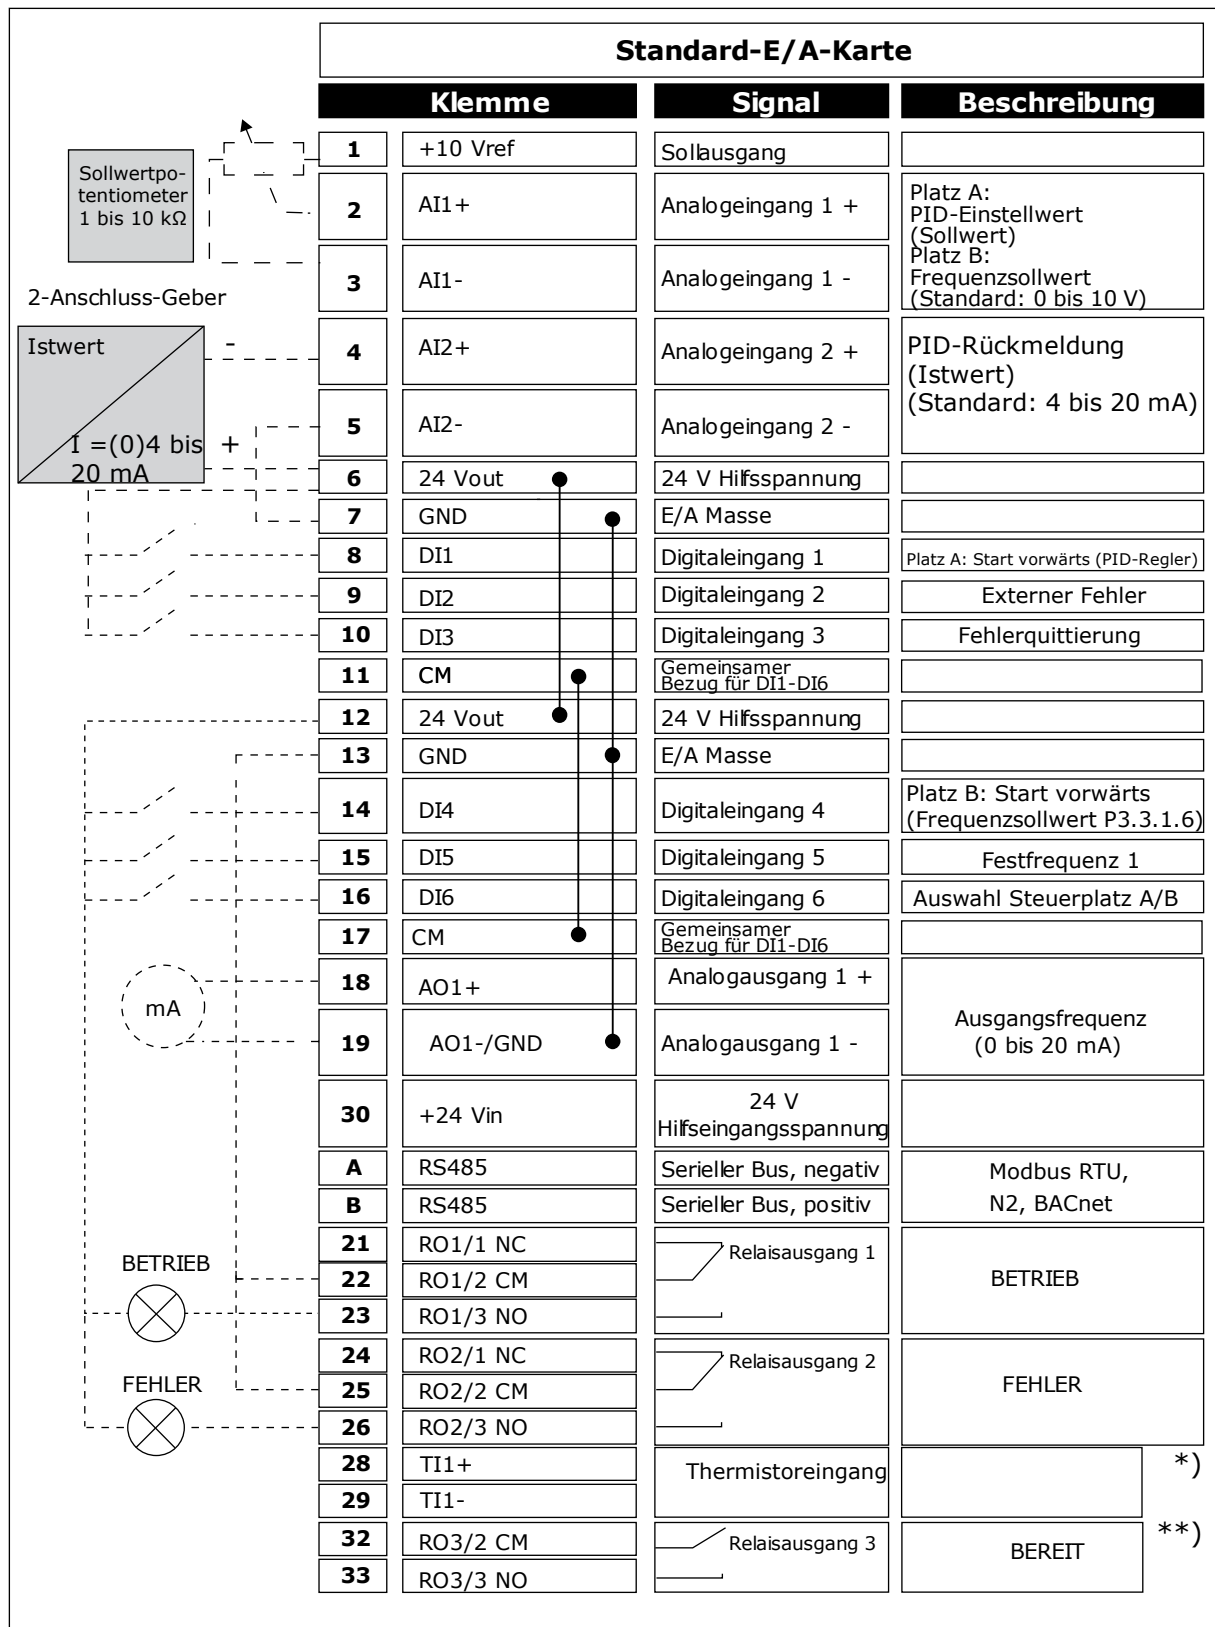 Standard-E/A-Karte
Klemme Signal Beschreibung
Sollwertpo-
tentiometer
1 bis 10 kΩ
1 +10 Vref Sollausgang
2 AI1+ Analogeingang 1 +
3 AI1- Analogeingang 1 -
Platz A:
PID-Einstellwert
(Sollwert)
Platz B:
Frequenzsollwert
(Standard: 0 bis 10 V)
2-Anschluss-Geber
Istwert
-
I =(0)4 bis +
20 mA
4 AI2+ Analogeingang 2 +
5 AI2- Analogeingang 2 -
PID-Rückmeldung
(Istwert)
(Standard: 4 bis 20 mA)
6 24 Vout 24 V Hilfsspannung
7 GND E/A Masse
8 DI1 Digitaleingang 1 Platz A: Start vorwärts (PID-Regler)
9 DI2 Digitaleingang 2 Externer Fehler
10 DI3 Digitaleingang 3 Fehlerquittierung
11 CM Gemeinsamer
Bezug für DI1-DI6
12 24 Vout 24 V Hilfsspannung
13 GND E/A Masse
14 DI4 Digitaleingang 4 Platz B: Start vorwärts
(Frequenzsollwert P3.3.1.6)
15 DI5 Digitaleingang 5 Festfrequenz 1
16 DI6 Digitaleingang 6 Auswahl Steuerplatz A/B
17 CM Gemeinsamer
Bezug für DI1-DI6
mA
18 AO1+ Analogausgang 1 +
19 AO1-/GND Analogausgang 1 -
Ausgangsfrequenz
(0 bis 20 mA)
30 +24 Vin 24 V
Hilfseingangsspannung
A RS485 Serieller Bus, negativ
B RS485 Serieller Bus, positiv
Modbus RTU,
N2, BACnet
BETRIEB
21 RO1/1 NC Relaisausgang 1
22 RO1/2 CM BETRIEB
23 RO1/3 NO
FEHLER
24 RO2/1 NC Relaisausgang 2
25 RO2/2 CM FEHLER
26 RO2/3 NO
28 TI1+ Thermistoreingang *)
29 TI1-
32 RO3/2 CM Relaisausgang 3 BEREIT **)
33 RO3/3 NO